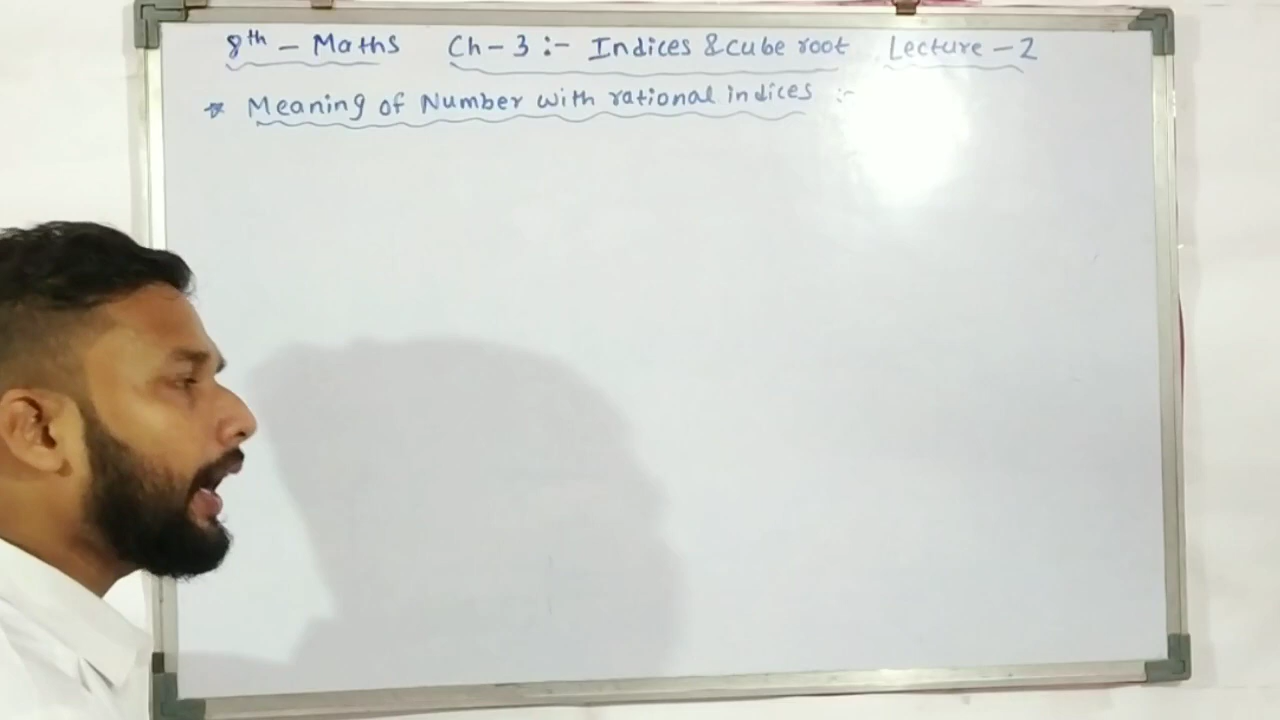 8th - Maths Ch-3 :- Indices & cube root Lecture - 2
* Meaning of Number with rational indices :-